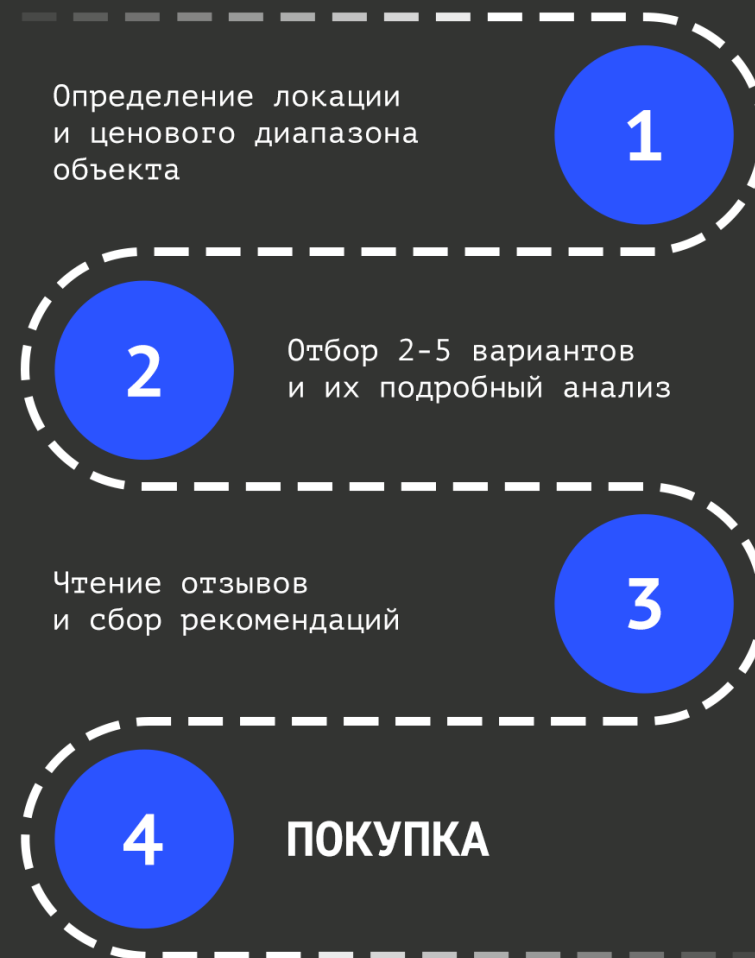 Определение локации
и ценового диапазона
объекта
1
2
Отбор 2-5 вариантов
и их подробный анализ
Чтение отзывов
и сбор рекомендаций
3
4
ПОКУПКА